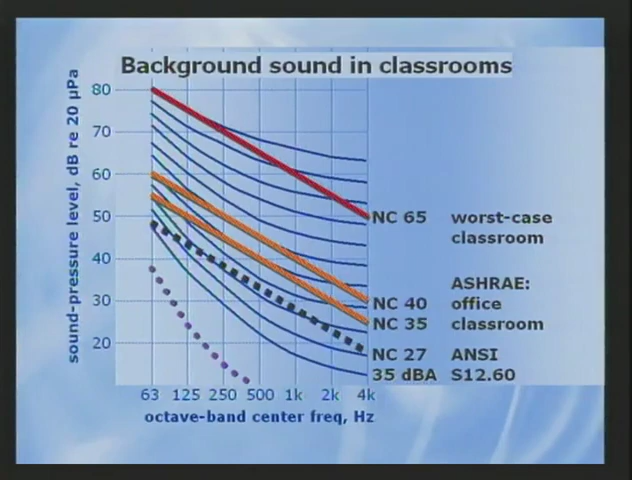 Background sound in classrooms
sound-pressure level, dB re 20 µPa
80
70
60
50
40
30
20
NC 65 worst-case
classroom
ASHRAE:
NC 40 office
NC 35 classroom
NC 27 ANSI
35 dBA S12.60
63 125 250 500 1k 2k 4k
octave-band center freq, Hz